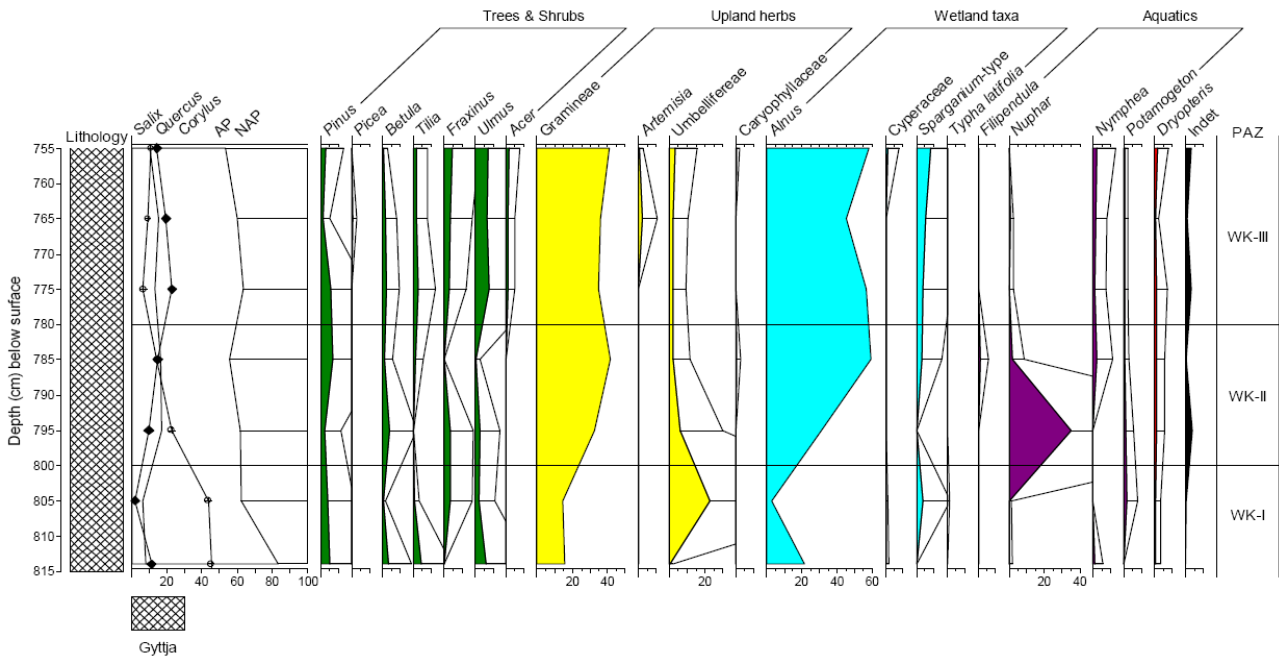 Trees & Shrubs
Upland herbs
Wetland taxa
Aquatics
Lithology
Salix
Quercus
Corylus
AP
NAP
Pinus
Picea
Betula
Tilia
Fraxinus
Ulmus
Acer
Gramineae
Artemisia
Umbellifereae
Caryophyllaceae
Alnus
Cyperaceae
Sparganium-type
Typha latifolia
Filipendula
Nuphar
Nymphea
Potamogeton
Dryopteris
Indet
PAZ
Depth (cm) below surface
755
760
765
770
775
780
785
790
795
800
805
810
815
WK-III
WK-II
WK-I
20 40 60 80 100
20 40
20
20 40 60
20 40
Gyttja